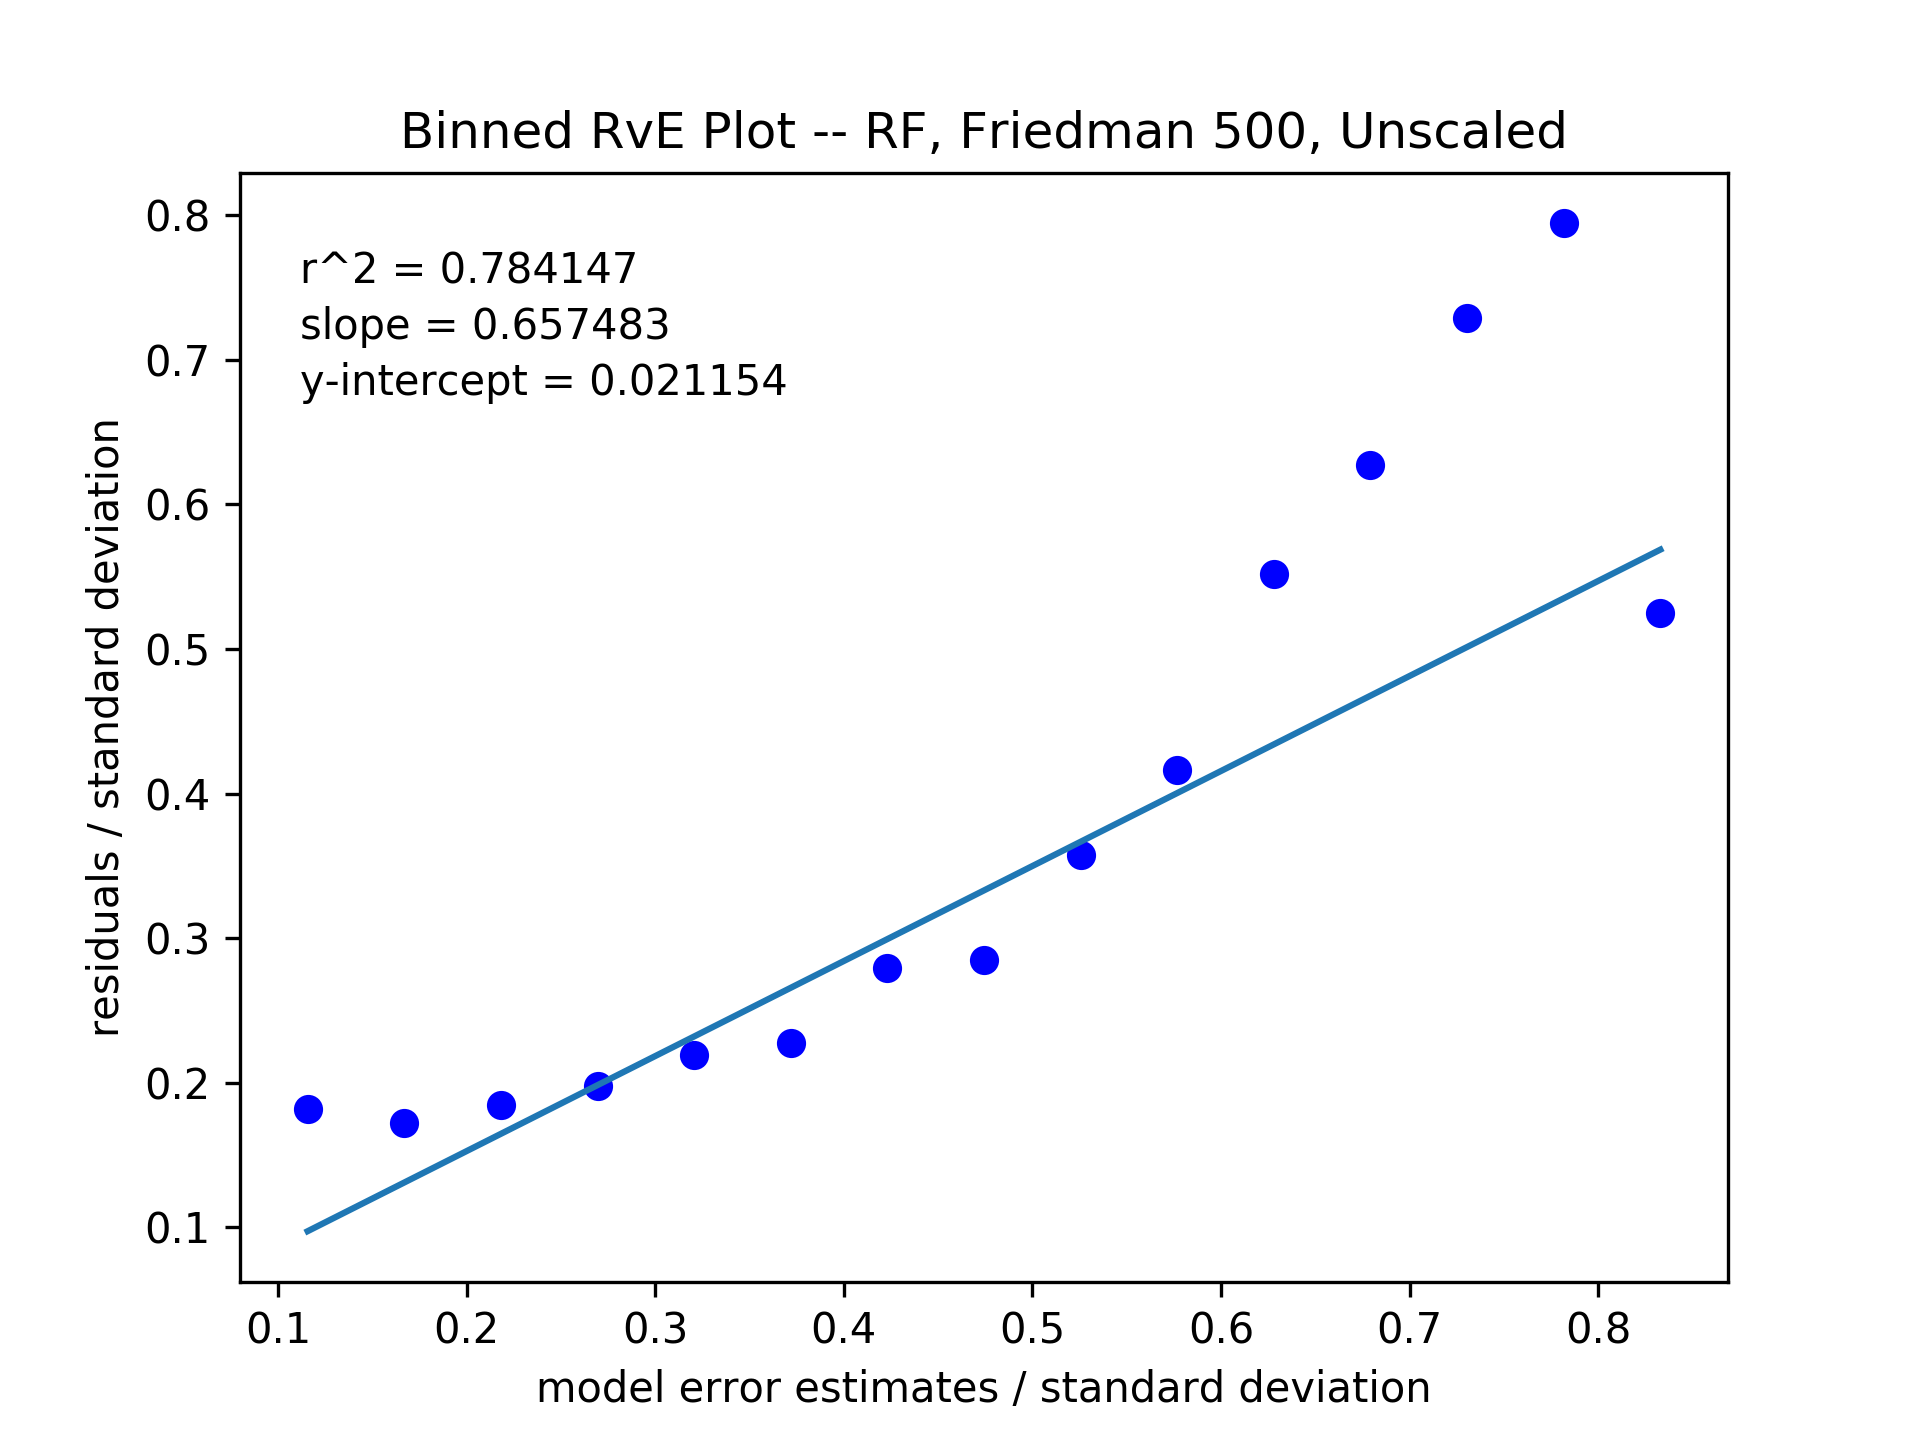 Binned RvE Plot -- RF, Friedman 500, Unscaled
r^2 = 0.784147
slope = 0.657483
y-intercept = 0.021154
residuals / standard deviation
0.8
0.7
0.6
0.5
0.4
0.3
0.2
0.1
0.1 0.2 0.3 0.4 0.5 0.6 0.7 0.8
model error estimates / standard deviation